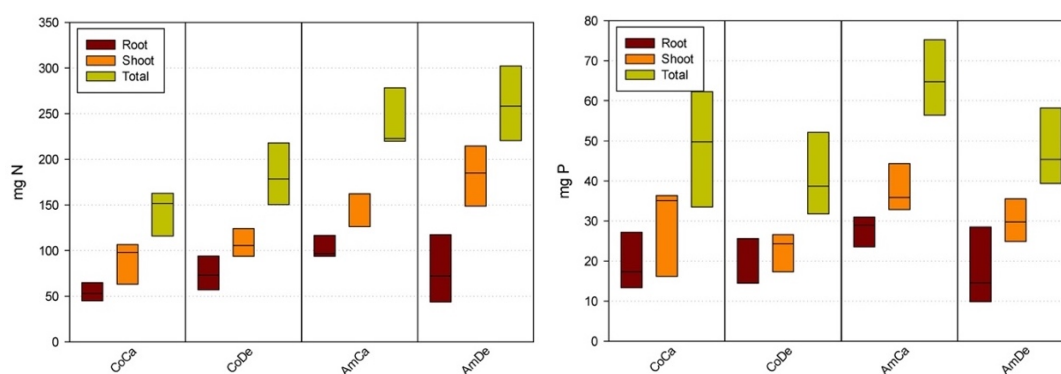 350
300
250
200
150
100
50
0
mg N
Root
Shoot
Total
CoCa
CoDe
AmCa
AmDe
80
70
60
50
40
30
20
10
0
mg P
Root
Shoot
Total
CoCa
CoDe
AmCa
AmDe